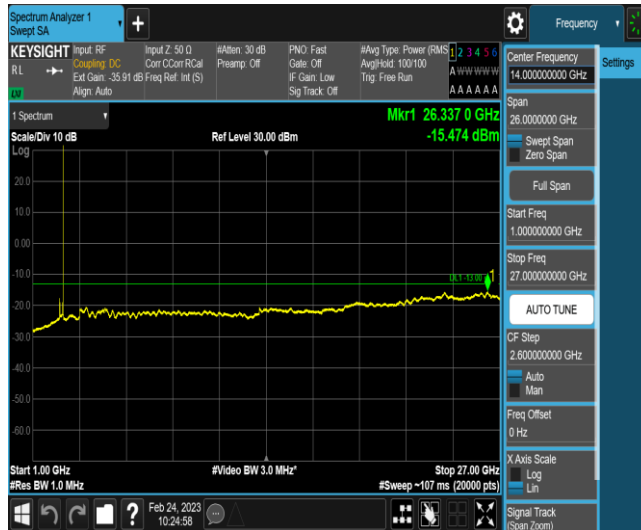 Spectrum Analyzer 1
Swept SA
Frequency
KEYSIGHT
Input: RF
Coupling: DC
Ext Gain: -35.91 dB
Align: Auto
Input Z: 50 Ω
Corr CCorr RCal
Freq Ref: Int (S)
#Atten: 30 dB
Preamp: Off
PNO: Fast
Gate: Off
IF Gain: Low
Sig Track: Off
#Avg Type: Power (RMS
Avg|Hold: 100/100
Trig: Free Run
1 2 3 4 5 6
A W W W W W
A A A A A A
R L
LXI
1 Spectrum
Scale/Div 10 dB
Ref Level 30.00 dBm
Mkr1 26.337 0 GHz
-15.474 dBm
Log
20.0
10.0
0.00
-10.0
-20.0
-30.0
-40.0
-50.0
-60.0
DL1 -13.00
1
Start 1.00 GHz
#Res BW 1.0 MHz
#Video BW 3.0 MHz*
Stop 27.00 GHz
#Sweep ~107 ms (20000 pts)
Feb 24, 2023
10:24:58
Center Frequency
14.000000000 GHz
Settings
Span
26.0000000 GHz
Swept Span
Zero Span
Full Span
Start Freq
1.000000000 GHz
Stop Freq
27.000000000 GHz
AUTO TUNE
CF Step
2.600000000 GHz
Auto
Man
Freq Offset
0 Hz
X Axis Scale
Log
Lin
Signal Track
(Span Zoom)